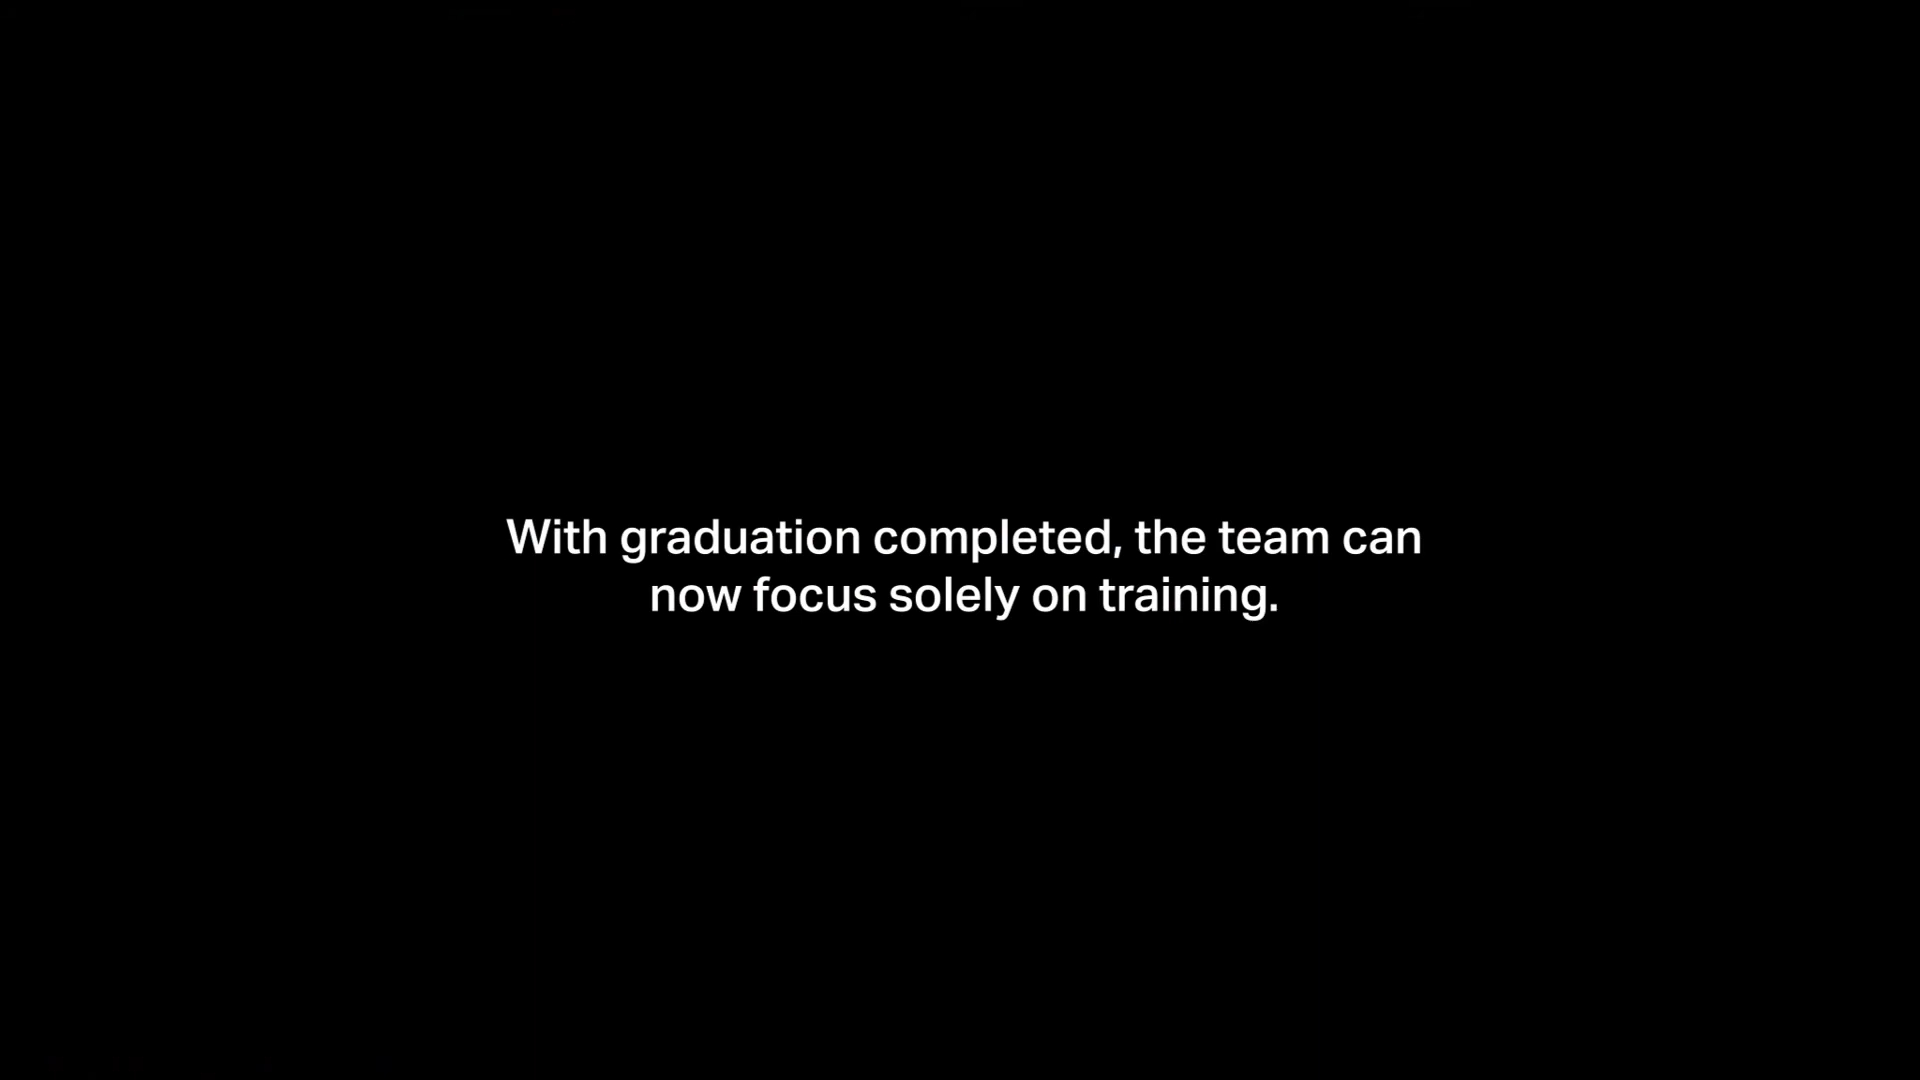 With graduation completed, the team can
now focus solely on training.